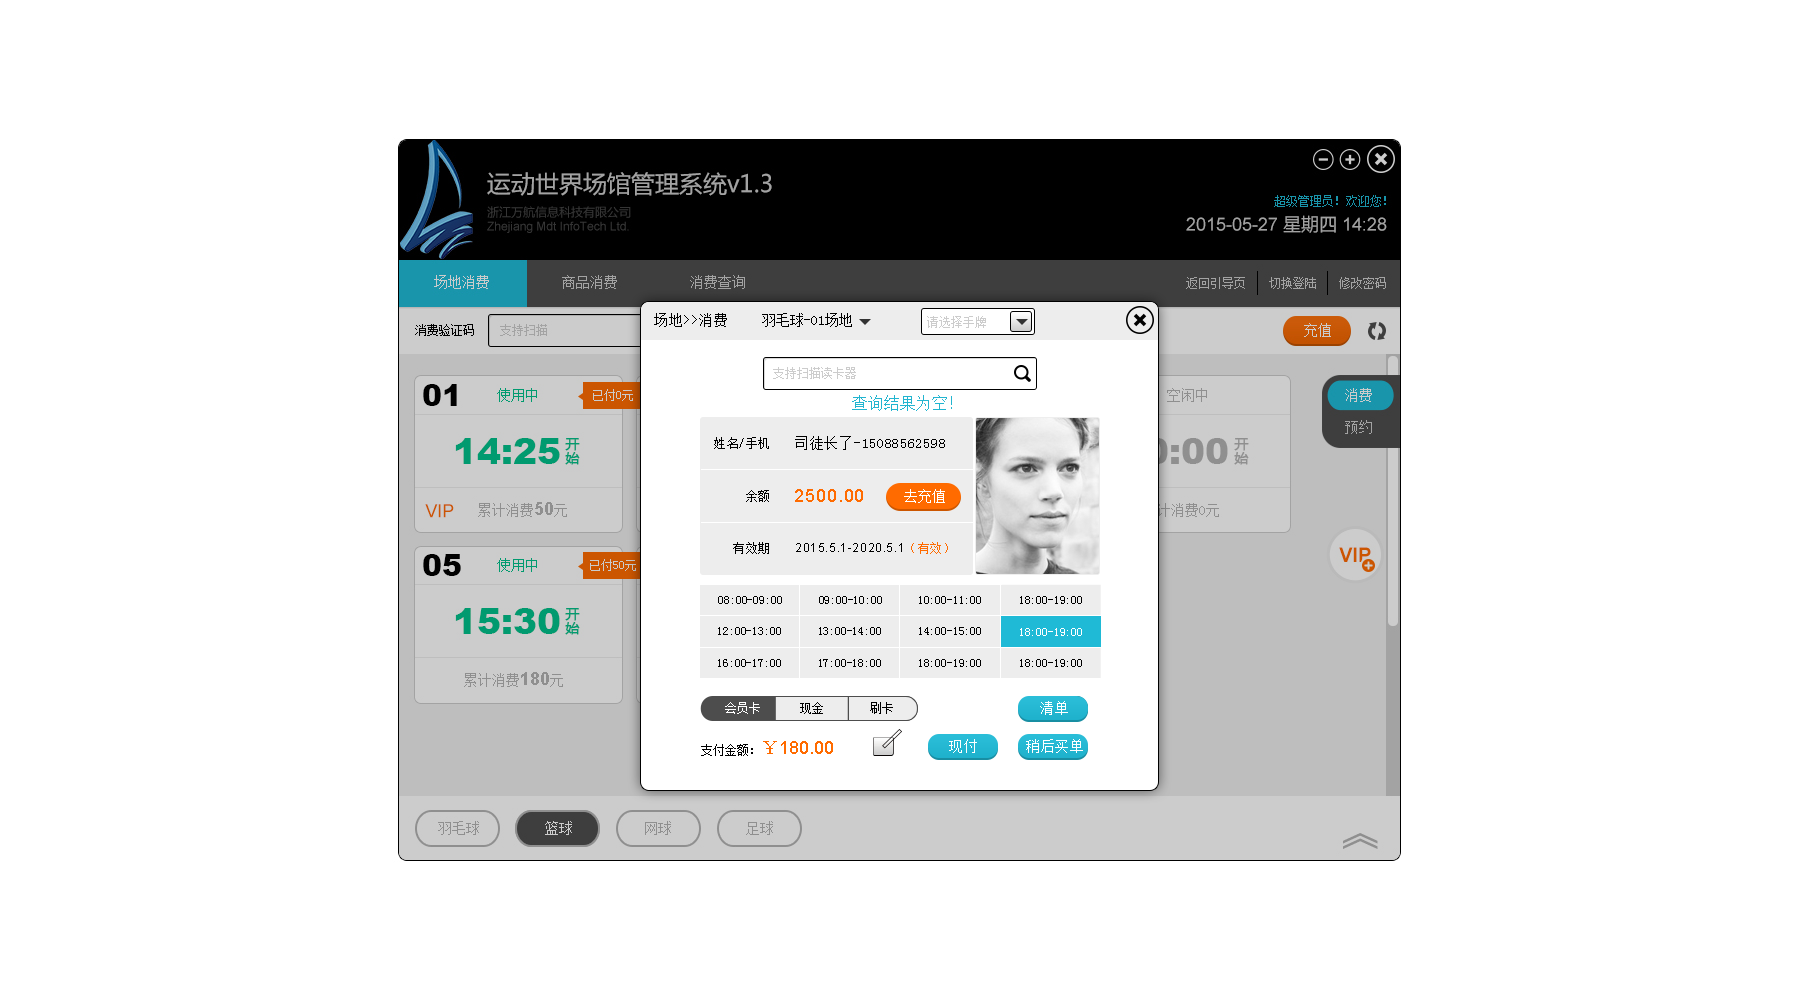 运动世界场馆管理系统v1.3
浙江万航信息科技有限公司
Zhejiang Mdt InfoTech Ltd.
超级管理员！欢迎您！
2015-05-27 星期四 14:28
场地消费 商品消费 消费查询 返回引导页 切换登陆 修改密码
消费验证码 支持扫描 充值
场地>>消费 羽毛球-01场地 请选择手牌
支持扫描读卡器
查询结果为空！
姓名/手机 司徒长了-15088562598
余额 2500.00 去充值
有效期 2015.5.1-2020.5.1（有效）
08:00-09:00 09:00-10:00 10:00-11:00 18:00-19:00
12:00-13:00 13:00-14:00 14:00-15:00 18:00-19:00
16:00-17:00 17:00-18:00 18:00-19:00 18:00-19:00
会员卡 现金 刷卡 清单
支付金额：￥180.00 现付 稍后买单
01 使用中 已付0元
14:25 开始
VIP 累计消费50元
05 使用中 已付50元
15:30 开始
累计消费180元
空闲中
:00 开始
计消费0元
消费
预约
VIP
羽毛球 篮球 网球 足球